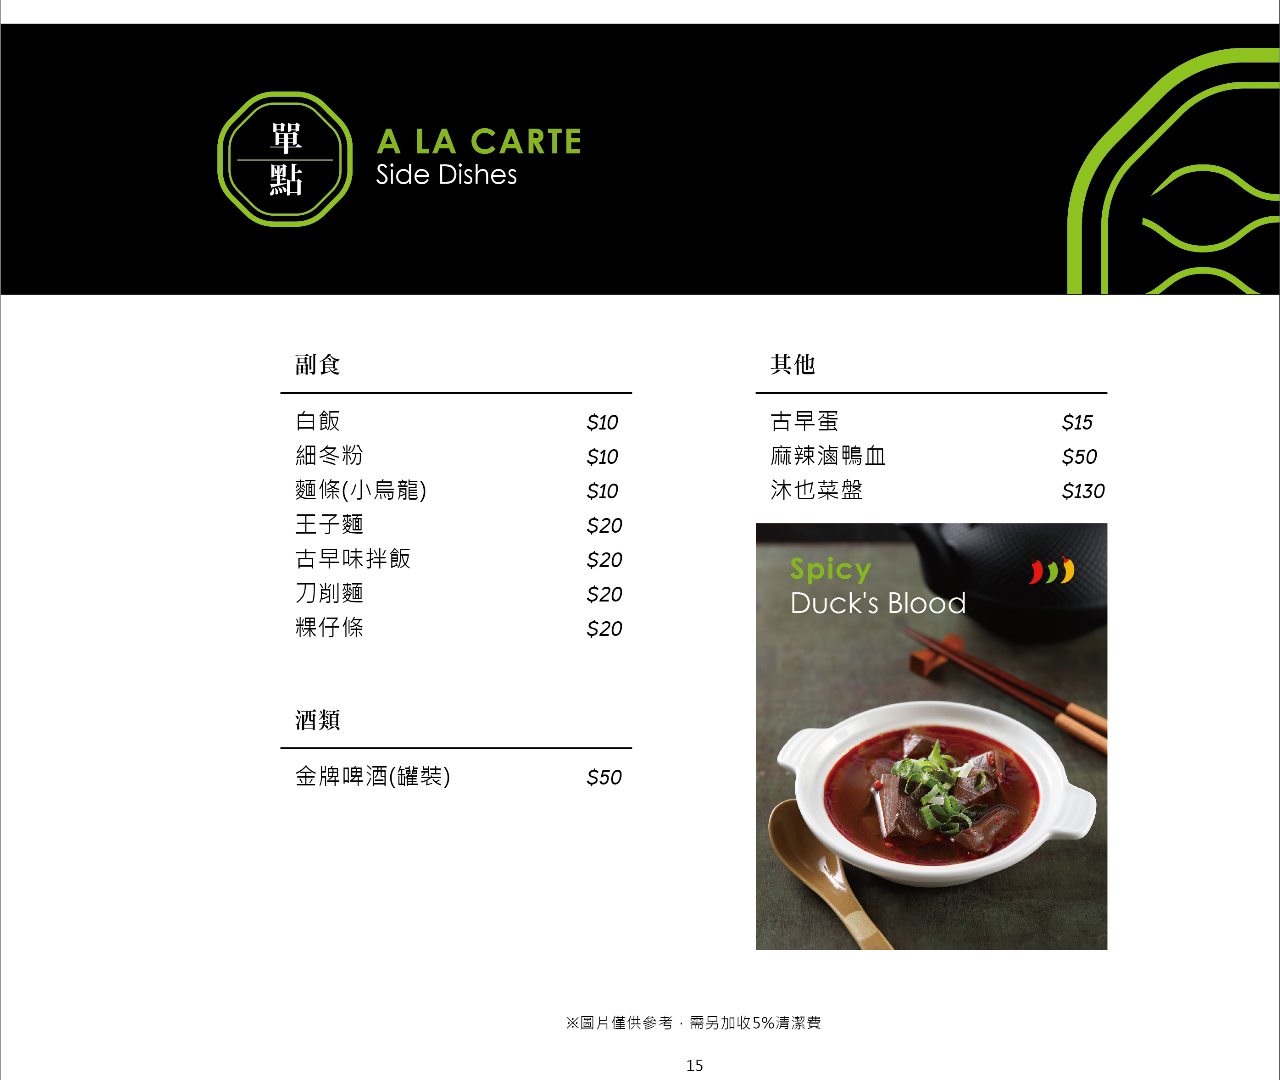 單
點
A LA CARTE
Side Dishes
副食
白飯 $10
細冬粉 $10
麵條(小烏龍) $10
王子麵 $20
古早味拌飯 $20
刀削麵 $20
粿仔條 $20
酒類
金牌啤酒(罐裝) $50
其他
古早蛋 $15
麻辣滷鴨血 $50
沐也菜盤 $130
Spicy
Duck's Blood
※圖片僅供參考，需另加收5%清潔費
15